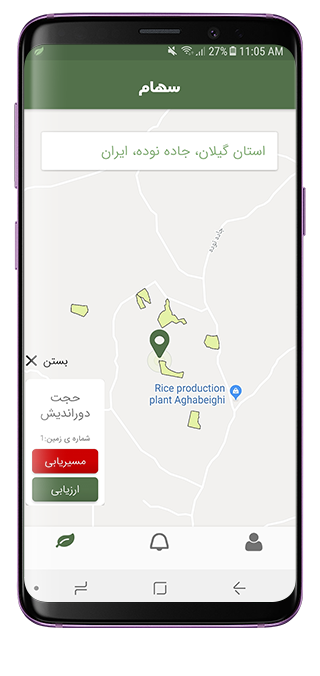 27% 11:05 AM
سهام
استان گیلان، جاده نوده، ایران
جاده نوده
بستن
Rice production
plant Aghabeighi
حجت
دوراندیش
شماره ی زمین:1
مسیریابی
ارزیابی